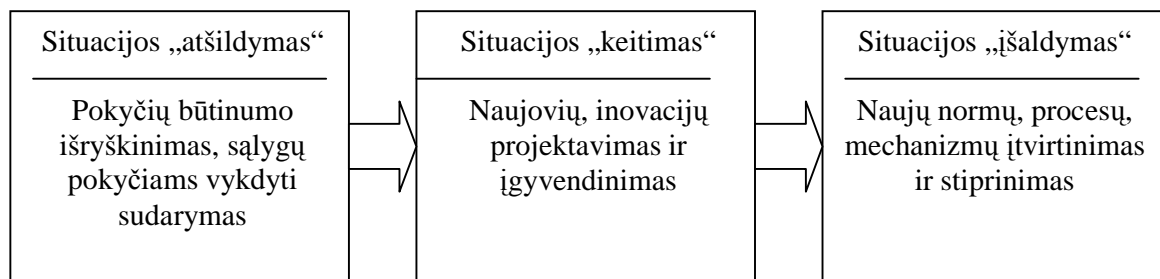 Situacijos „atšildymas“
Pokyčių būtinumo
išryškinimas, sąlygų
pokyčiams vykdyti
sudarymas
Situacijos „keitimas“
Naujovių, inovacijų
projektavimas ir
įgyvendinimas
Situacijos „įšaldymas“
Naujų normų, procesų,
mechanizmų įtvirtinimas
ir stiprinimas